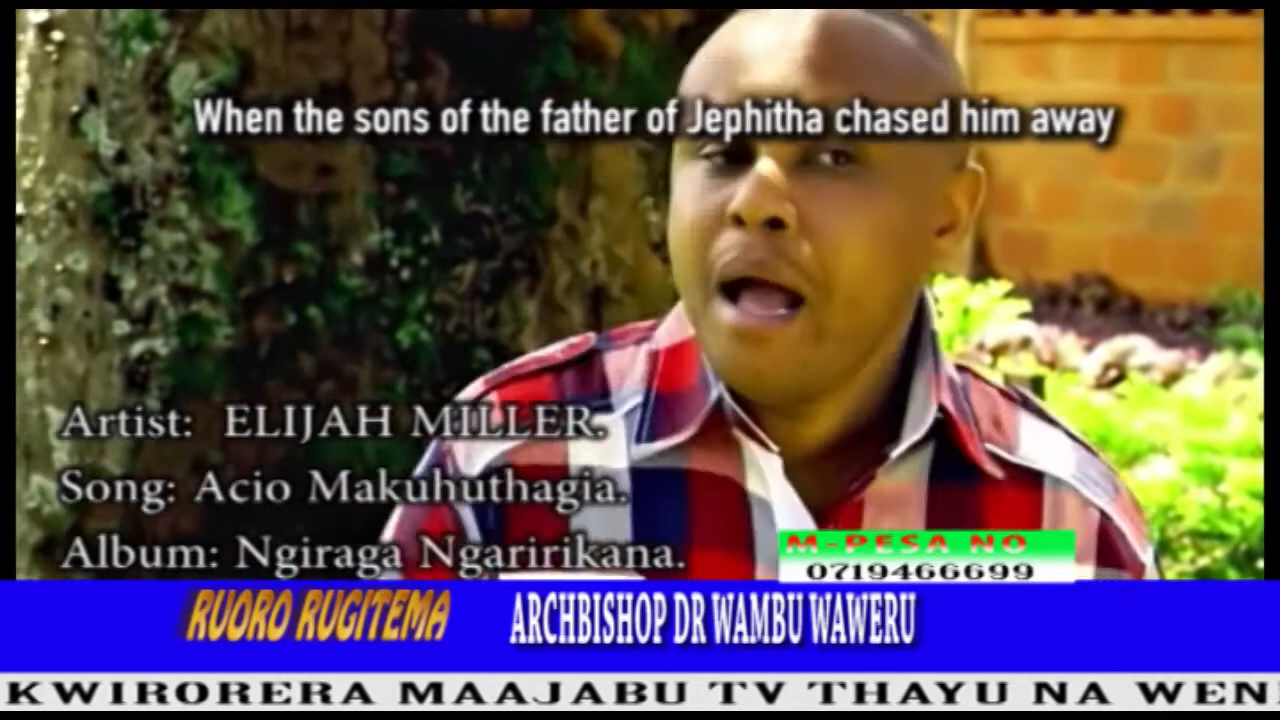 When the sons of the father of Jephitha chased him away
Artist: ELIJAH MILLER.
Song: Acio Makuhuthagia.
Album: Ngiraga Ngaririkana.
M-PESA NO
0719466699
RUORO RUGITEMA ARCHBISHOP DR WAMBU WAWERU
KWIRORERA MAAJABU TV THAYU NA WEN